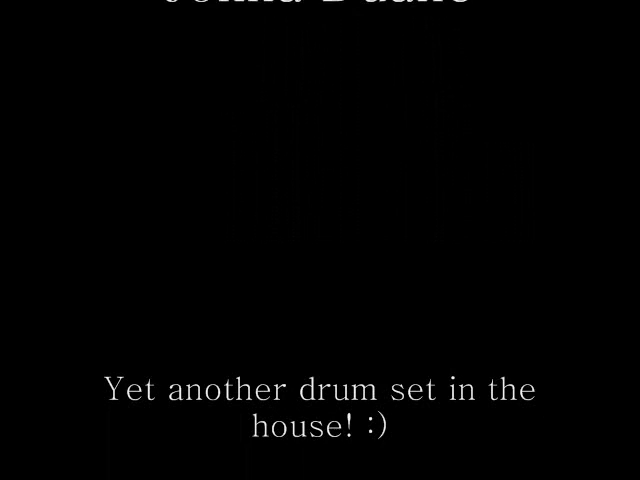 Yet another drum set in the
house! :)